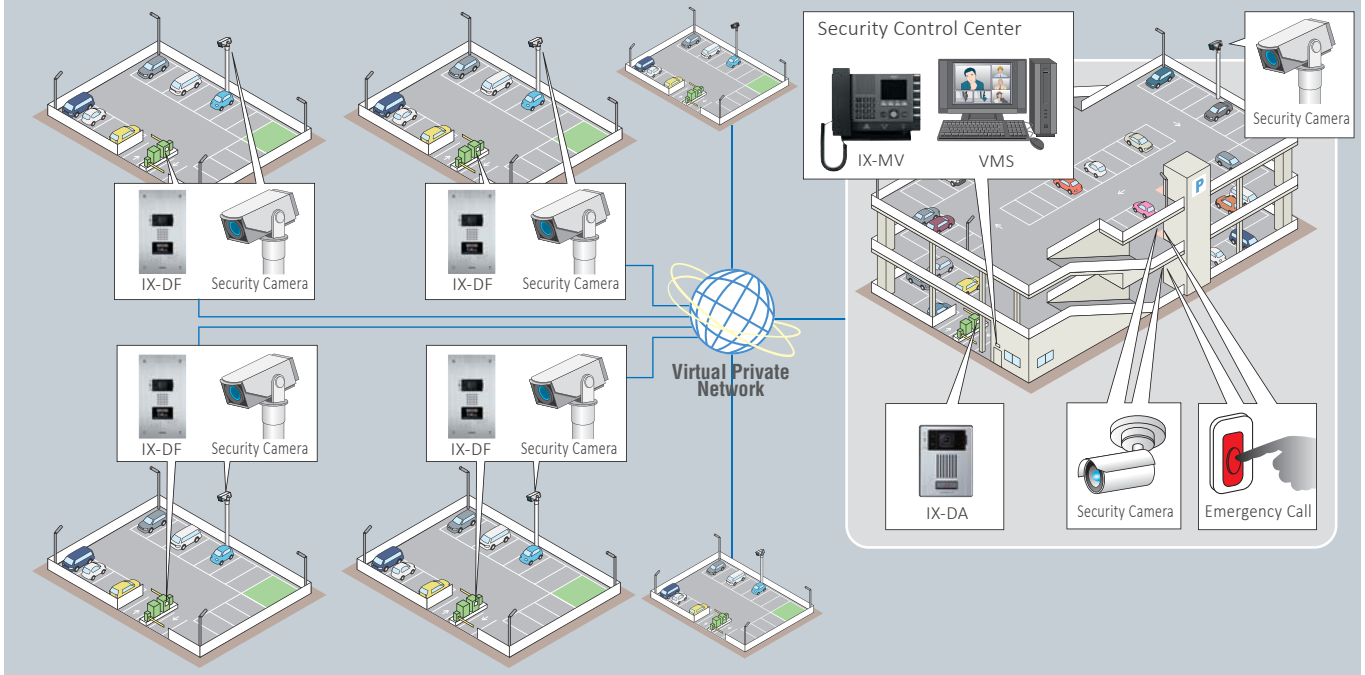 Security Control Center
IX-MV
VMS
Security Camera
P
IX-DF
Security Camera
IX-DF
Security Camera
Virtual Private
Network
IX-DF
Security Camera
IX-DF
Security Camera
IX-DA
Security Camera
Emergency Call